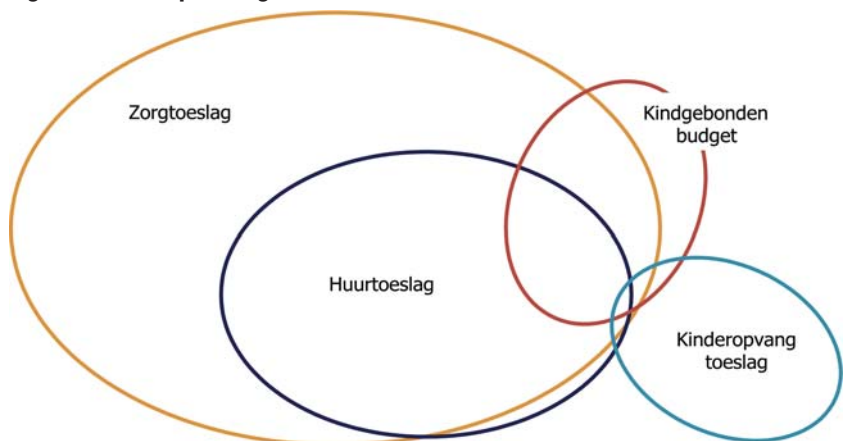 Zorgtoeslag
Kindgebonden
budget
Huurtoeslag
Kinderopvang
toeslag